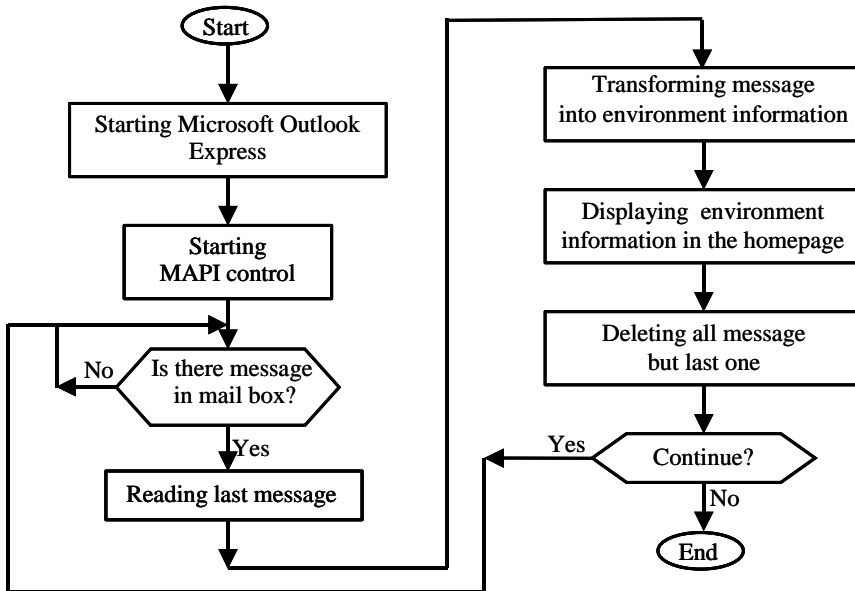 Start
Starting Microsoft Outlook
Express
Starting
MAPI control
Is there message
in mail box?
No
Yes
Reading last message
Transforming message
into environment information
Displaying environment
information in the homepage
Deleting all message
but last one
Continue?
Yes
No
End